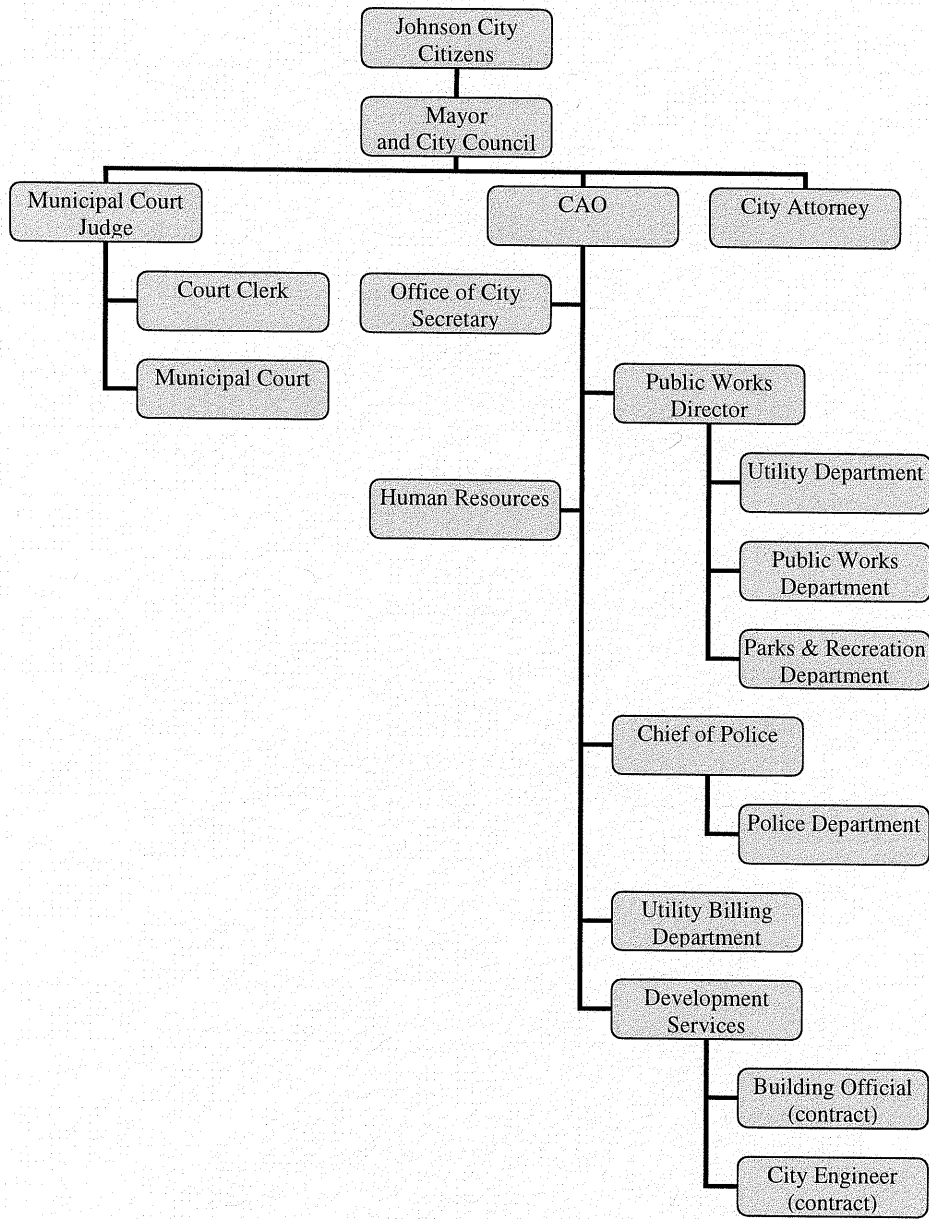 Johnson City
Citizens
Mayor
and City Council
Municipal Court
Judge
CAO
City Attorney
Court Clerk
Office of City
Secretary
Municipal Court
Public Works
Director
Utility Department
Human Resources
Public Works
Department
Parks & Recreation
Department
Chief of Police
Police Department
Utility Billing
Department
Development
Services
Building Official
(contract)
City Engineer
(contract)